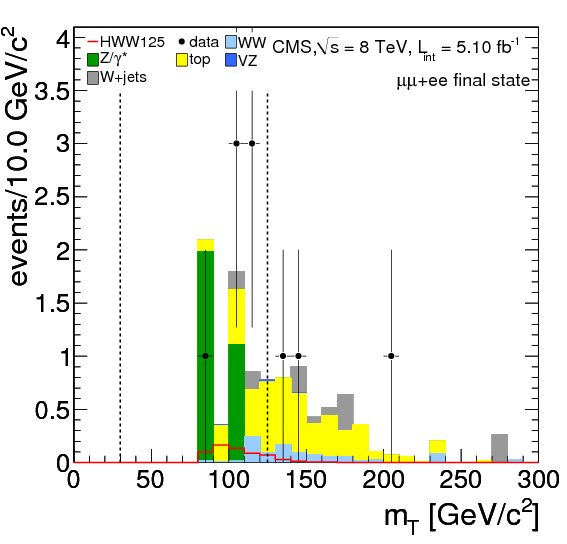 HWW125 data WW CMS,√s = 8 TeV, L_int = 5.10 fb⁻¹
Z/γ* top VZ
W+jets μμ+ee final state
events/10.0 GeV/c²
4
3.5
3
2.5
2
1.5
1
0.5
0
0 50 100 150 200 250 300
m_T [GeV/c²]